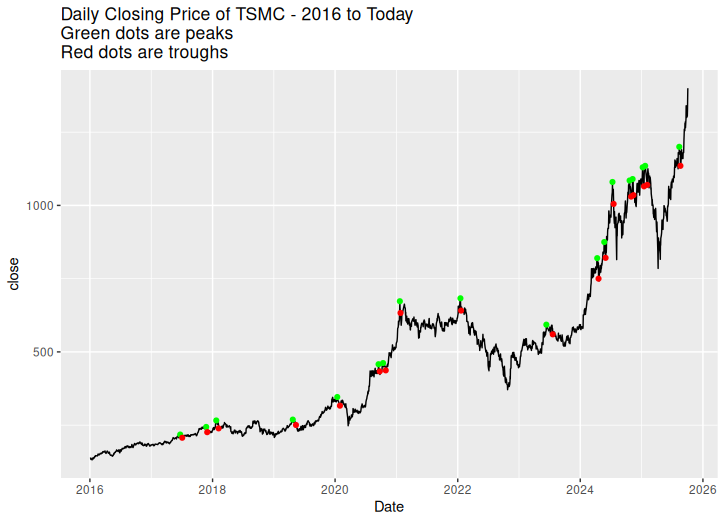 Daily Closing Price of TSMC - 2016 to Today
Green dots are peaks
Red dots are troughs
1000
500
close
2016 2018 2020 2022 2024 2026
Date